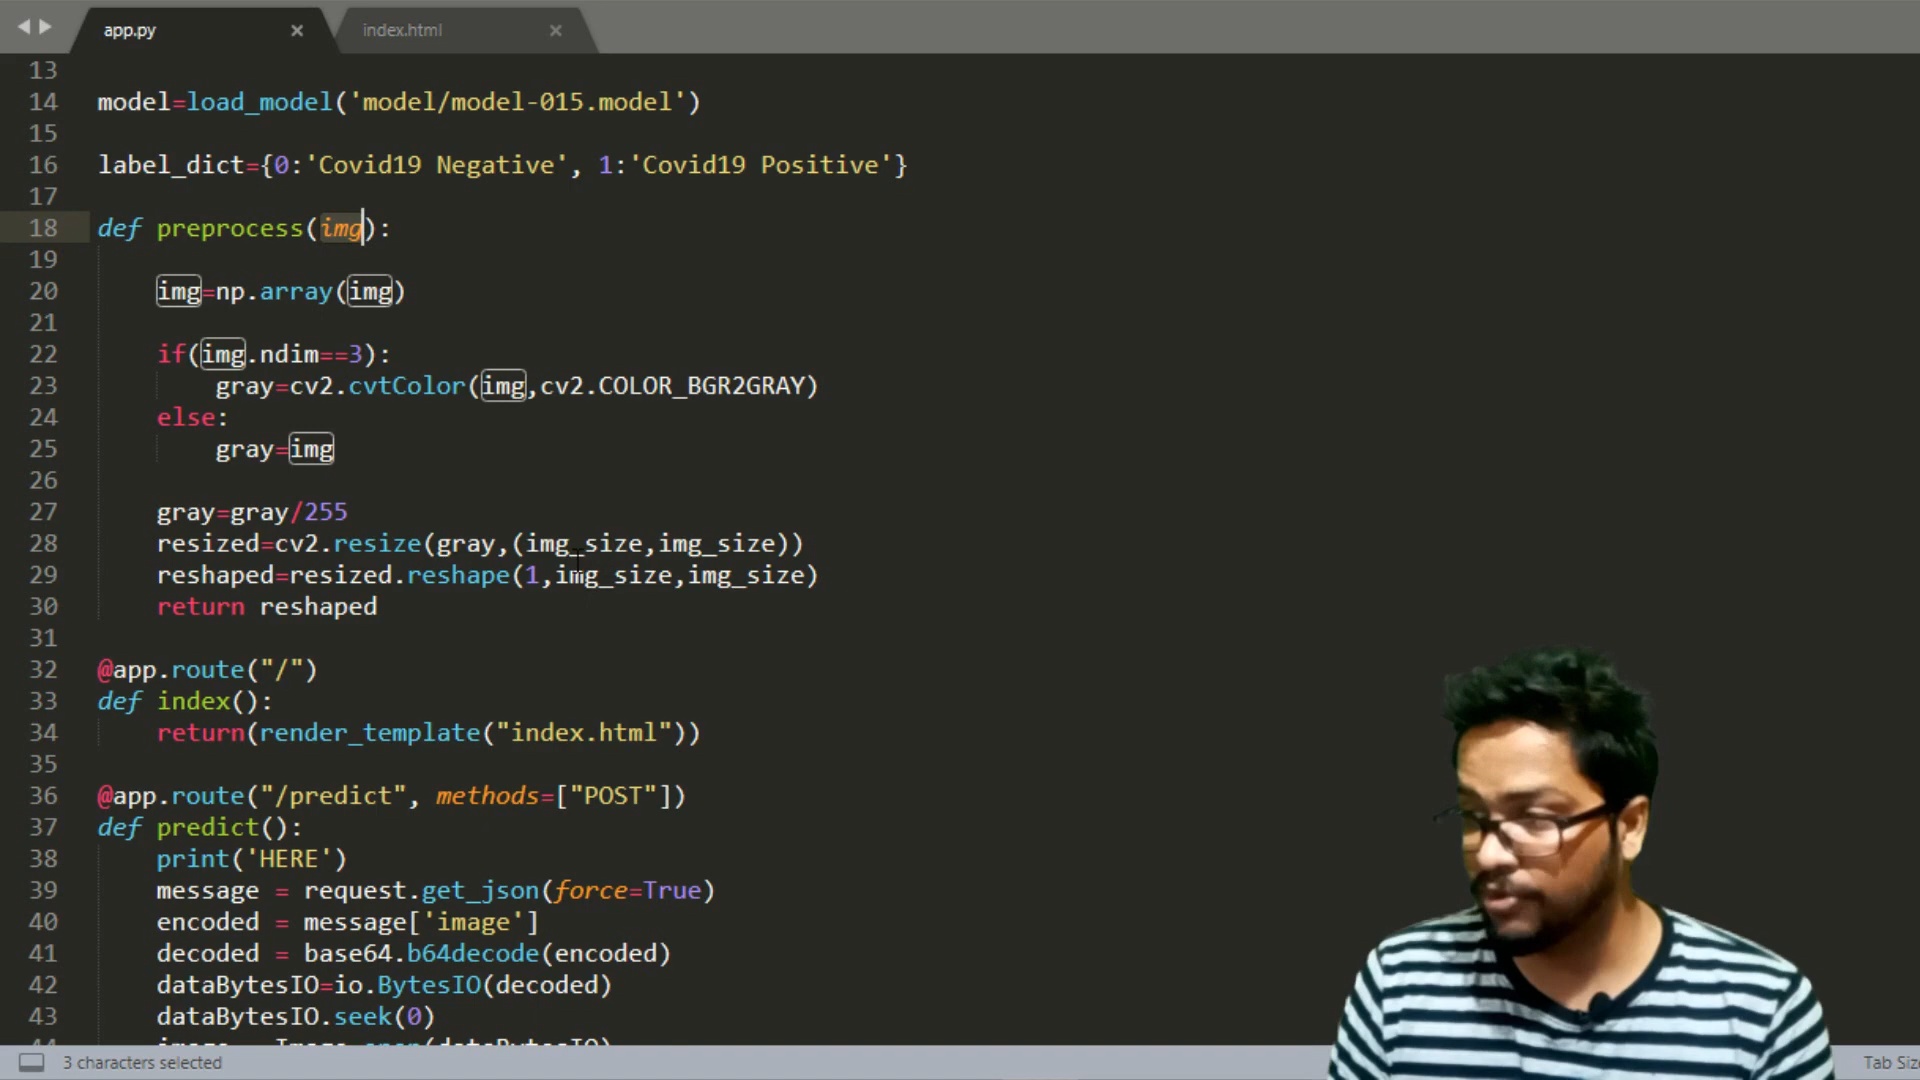 app.py × index.html ×
13
14 model=load_model('model/model-015.model')
15
16 label_dict={0:'Covid19 Negative', 1:'Covid19 Positive'}
17
18 def preprocess(img):
19
20 img=np.array(img)
21
22 if(img.ndim==3):
23 gray=cv2.cvtColor(img,cv2.COLOR_BGR2GRAY)
24 else:
25 gray=img
26
27 gray=gray/255
28 resized=cv2.resize(gray,(img_size,img_size))
29 reshaped=resized.reshape(1,img_size,img_size)
30 return reshaped
31
32 @app.route("/")
33 def index():
34 return(render_template("index.html"))
35
36 @app.route("/predict", methods=["POST"])
37 def predict():
38 print('HERE')
39 message = request.get_json(force=True)
40 encoded = message['image']
41 decoded = base64.b64decode(encoded)
42 dataBytesIO=io.BytesIO(decoded)
43 dataBytesIO.seek(0)
3 characters selected Tab